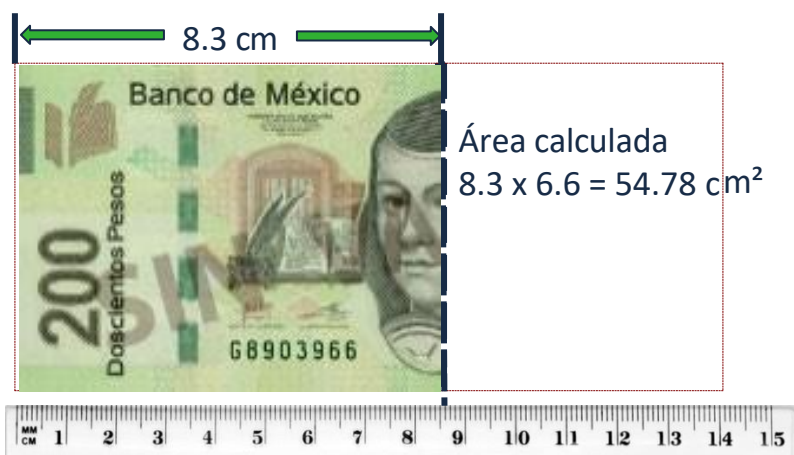 8.3 cm
Banco de México
Área calculada
8.3 x 6.6 = 54.78 cm²
200
Doscientos Pesos
SIN
G8903966
MM
CM 1 2 3 4 5 6 7 8 9 10 11 12 13 14 15